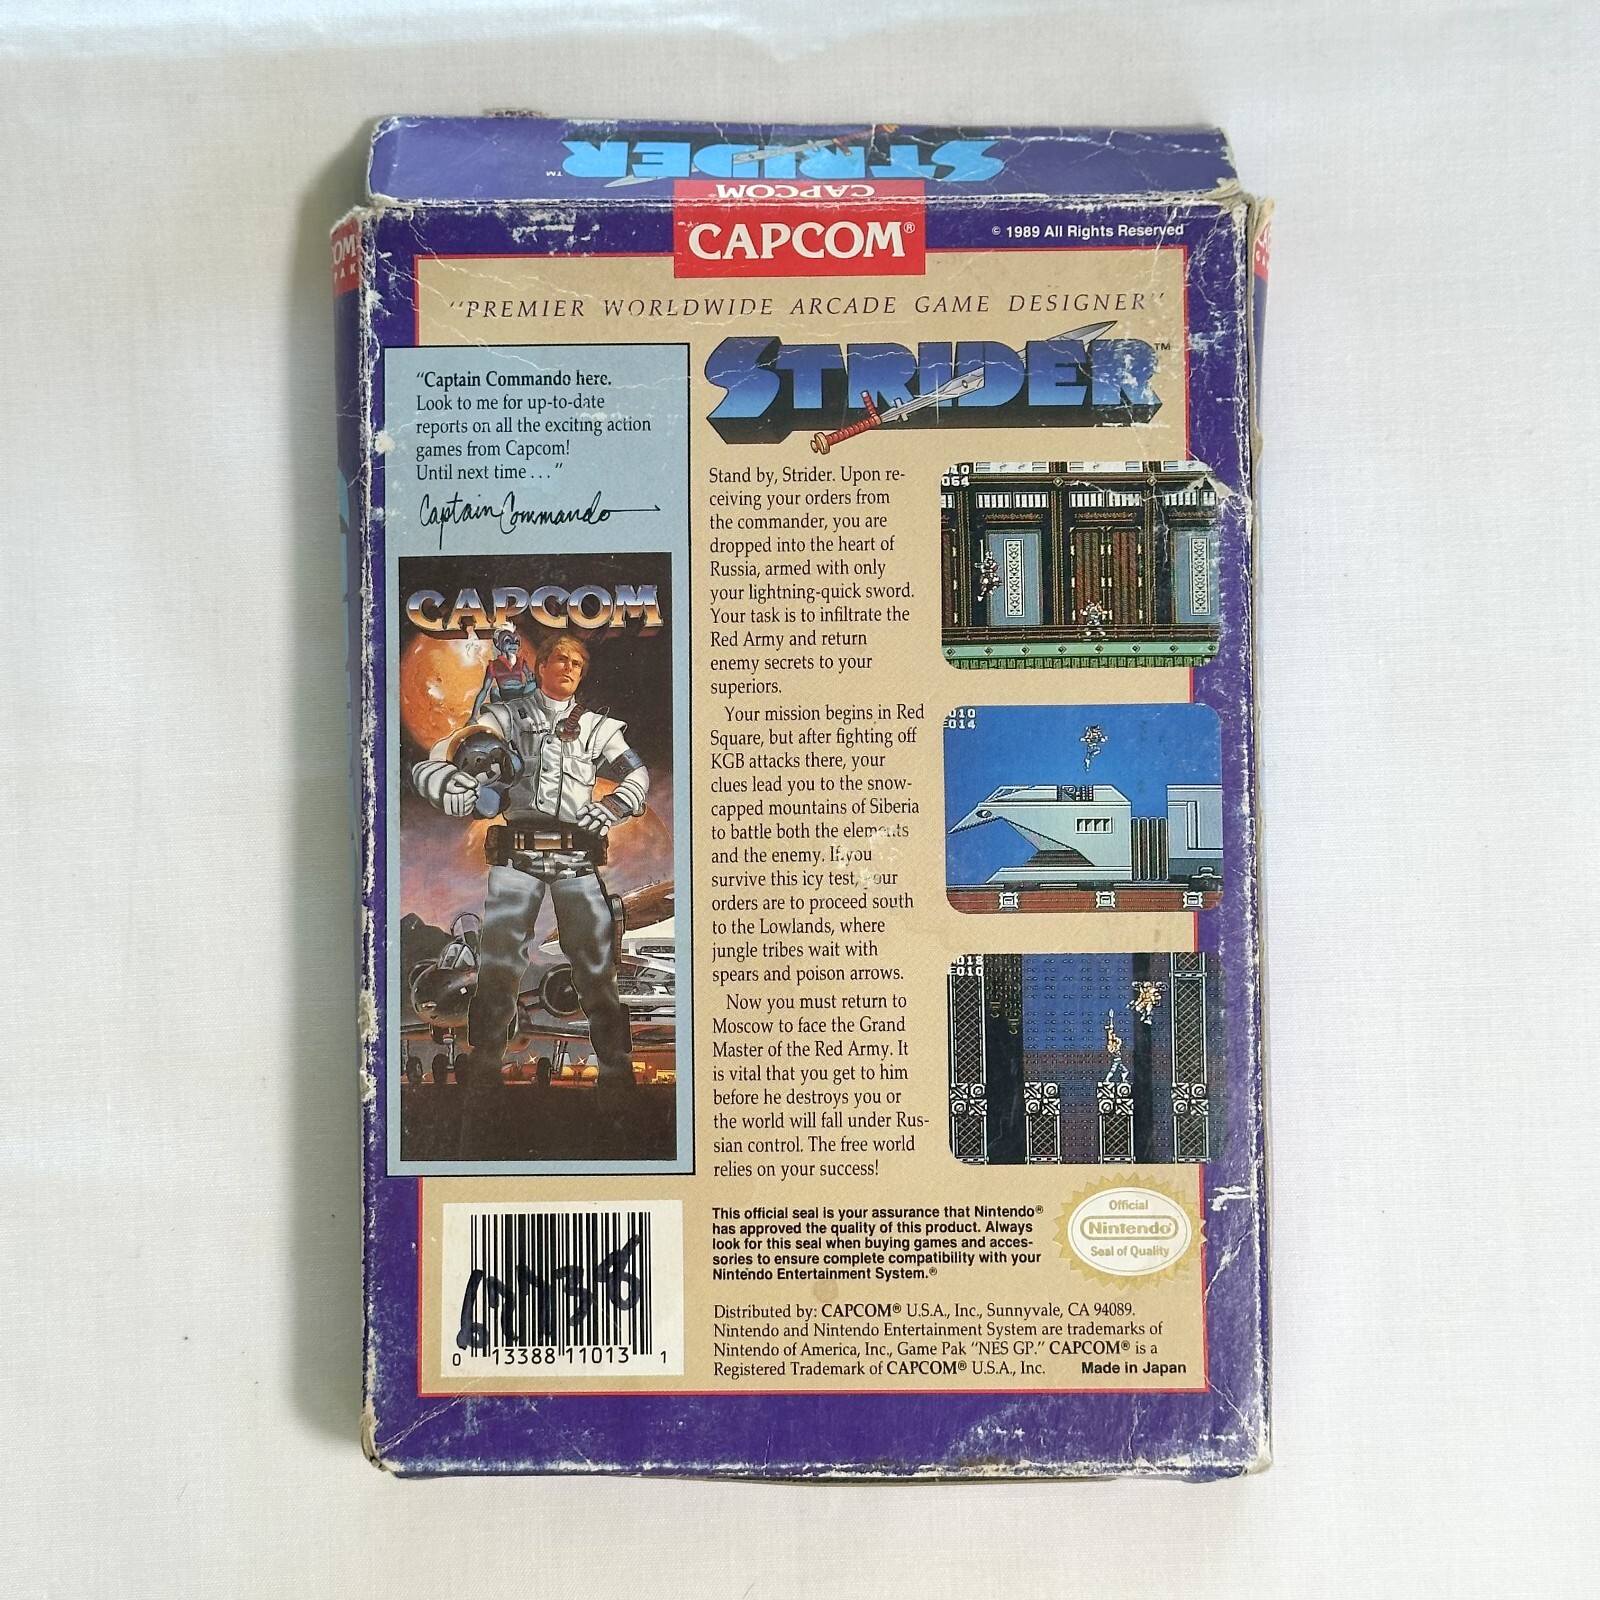 STRIDER™
CAPCOM®
CAPCOM®
© 1989 All Rights Reserved
"PREMIER WORLDWIDE ARCADE GAME DESIGNER"
STRIDER™
"Captain Commando here.
Look to me for up-to-date
reports on all the exciting action
games from Capcom!
Until next time . . ."
Captain Commando
CAPCOM
Stand by, Strider. Upon re-
ceiving your orders from
the commander, you are
dropped into the heart of
Russia, armed with only
your lightning-quick sword.
Your task is to infiltrate the
Red Army and return
enemy secrets to your
superiors.
Your mission begins in Red
Square, but after fighting off
KGB attacks there, your
clues lead you to the snow-
capped mountains of Siberia
to battle both the elements
and the enemy. If you
survive this icy test, your
orders are to proceed south
to the Lowlands, where
jungle tribes wait with
spears and poison arrows.
Now you must return to
Moscow to face the Grand
Master of the Red Army. It
is vital that you get to him
before he destroys you or
the world will fall under Rus-
sian control. The free world
relies on your success!
This official seal is your assurance that Nintendo®
has approved the quality of this product. Always
look for this seal when buying games and acces-
sories to ensure complete compatibility with your
Nintendo Entertainment System.®
Official
Nintendo
Seal of Quality
Distributed by: CAPCOM® U.S.A., Inc., Sunnyvale, CA 94089.
Nintendo and Nintendo Entertainment System are trademarks of
Nintendo of America, Inc., Game Pak "NES GP." CAPCOM® is a
Registered Trademark of CAPCOM® U.S.A., Inc. Made in Japan
0 13388 11013 1